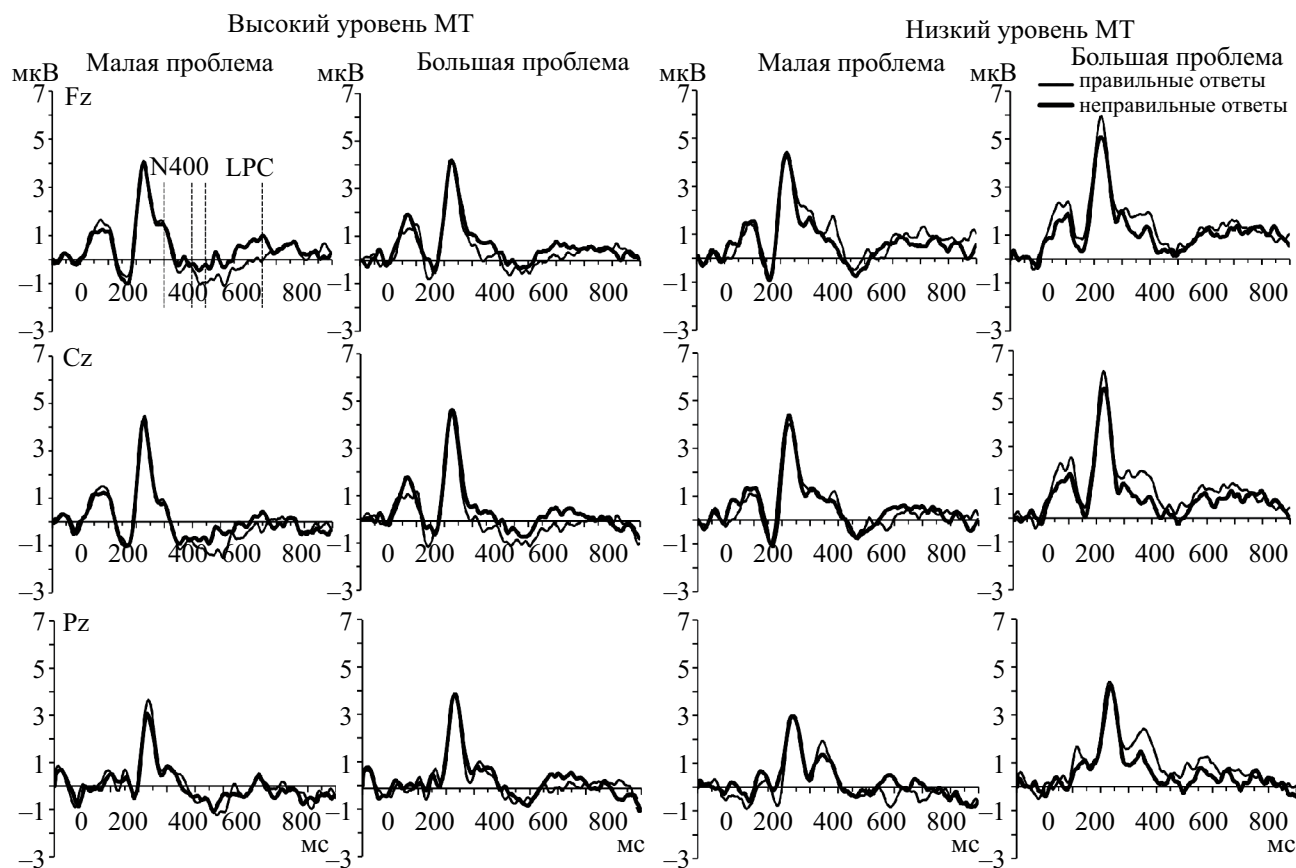 Высокий уровень МТ
Низкий уровень МТ
мкВ Малая проблема мкВ Большая проблема мкВ Малая проблема мкВ Большая проблема
правильные ответы
неправильные ответы
7 7 7 7
Fz
5 5 5 5
N400 LPC
3 3 3 3
1 1 1 1
–1 –1 –1 –1
0 200 400 600 800 0 200 400 600 800 0 200 400 600 800 0 200 400 600 800
–3 –3 –3 –3
7 7 7 7
Cz
5 5 5 5
3 3 3 3
1 1 1 1
–1 –1 –1 –1
0 200 400 600 800 0 200 400 600 800 0 200 400 600 800 0 200 400 600 800
–3 –3 –3 –3
7 7 7 7
Pz
5 5 5 5
3 3 3 3
1 1 1 1
–1 –1 –1 –1
0 200 400 600 800 0 200 400 600 800 0 200 400 600 800 0 200 400 600 800
–3 мс –3 мс –3 мс –3 мс